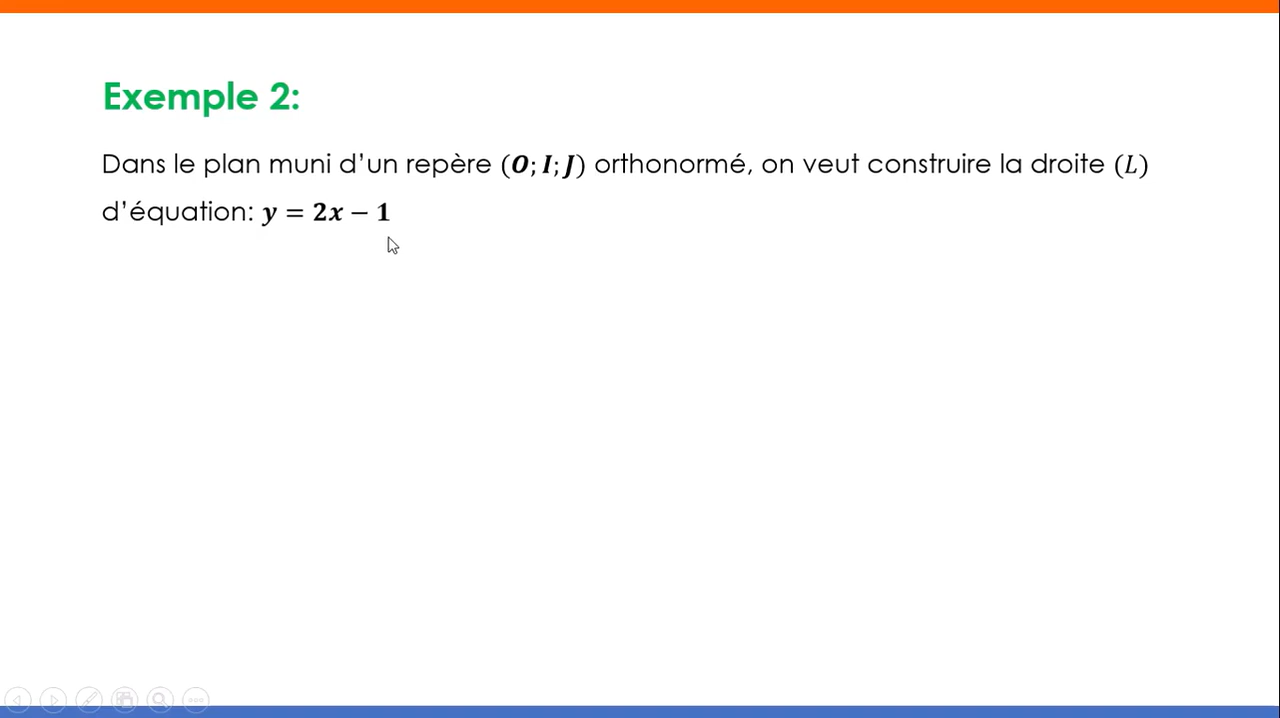 Exemple 2:
Dans le plan muni d’un repère (O; I; J) orthonormé, on veut construire la droite (L)
d’équation: y = 2x − 1